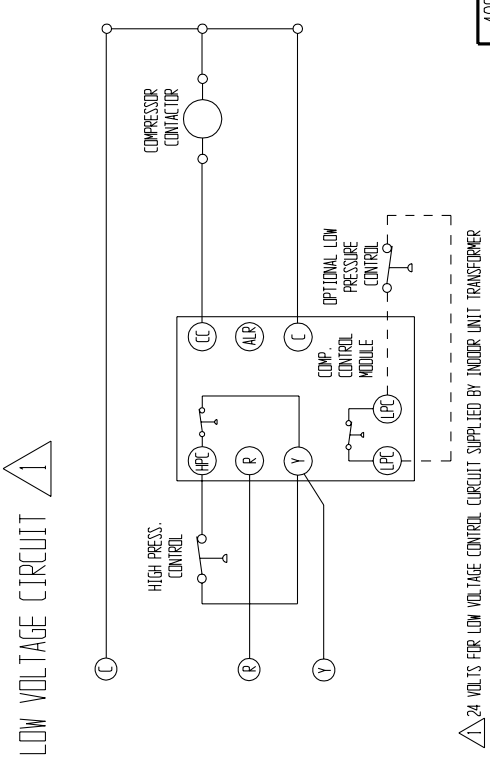 LOW VOLTAGE CIRCUIT
1
C
COMPRESSOR
CONTACTOR
HIGH PRESS.
CONTROL
HPC
CC
R
R
ALR
Y
Y
C
COMP.
CONTROL
MODULE
OPTIONAL LOW
PRESSURE
CONTROL
LPC
LPC
1 24 VOLTS FOR LOW VOLTAGE CONTROL CURCUIT SUPPLIED BY INDOOR UNIT TRANSFORMER